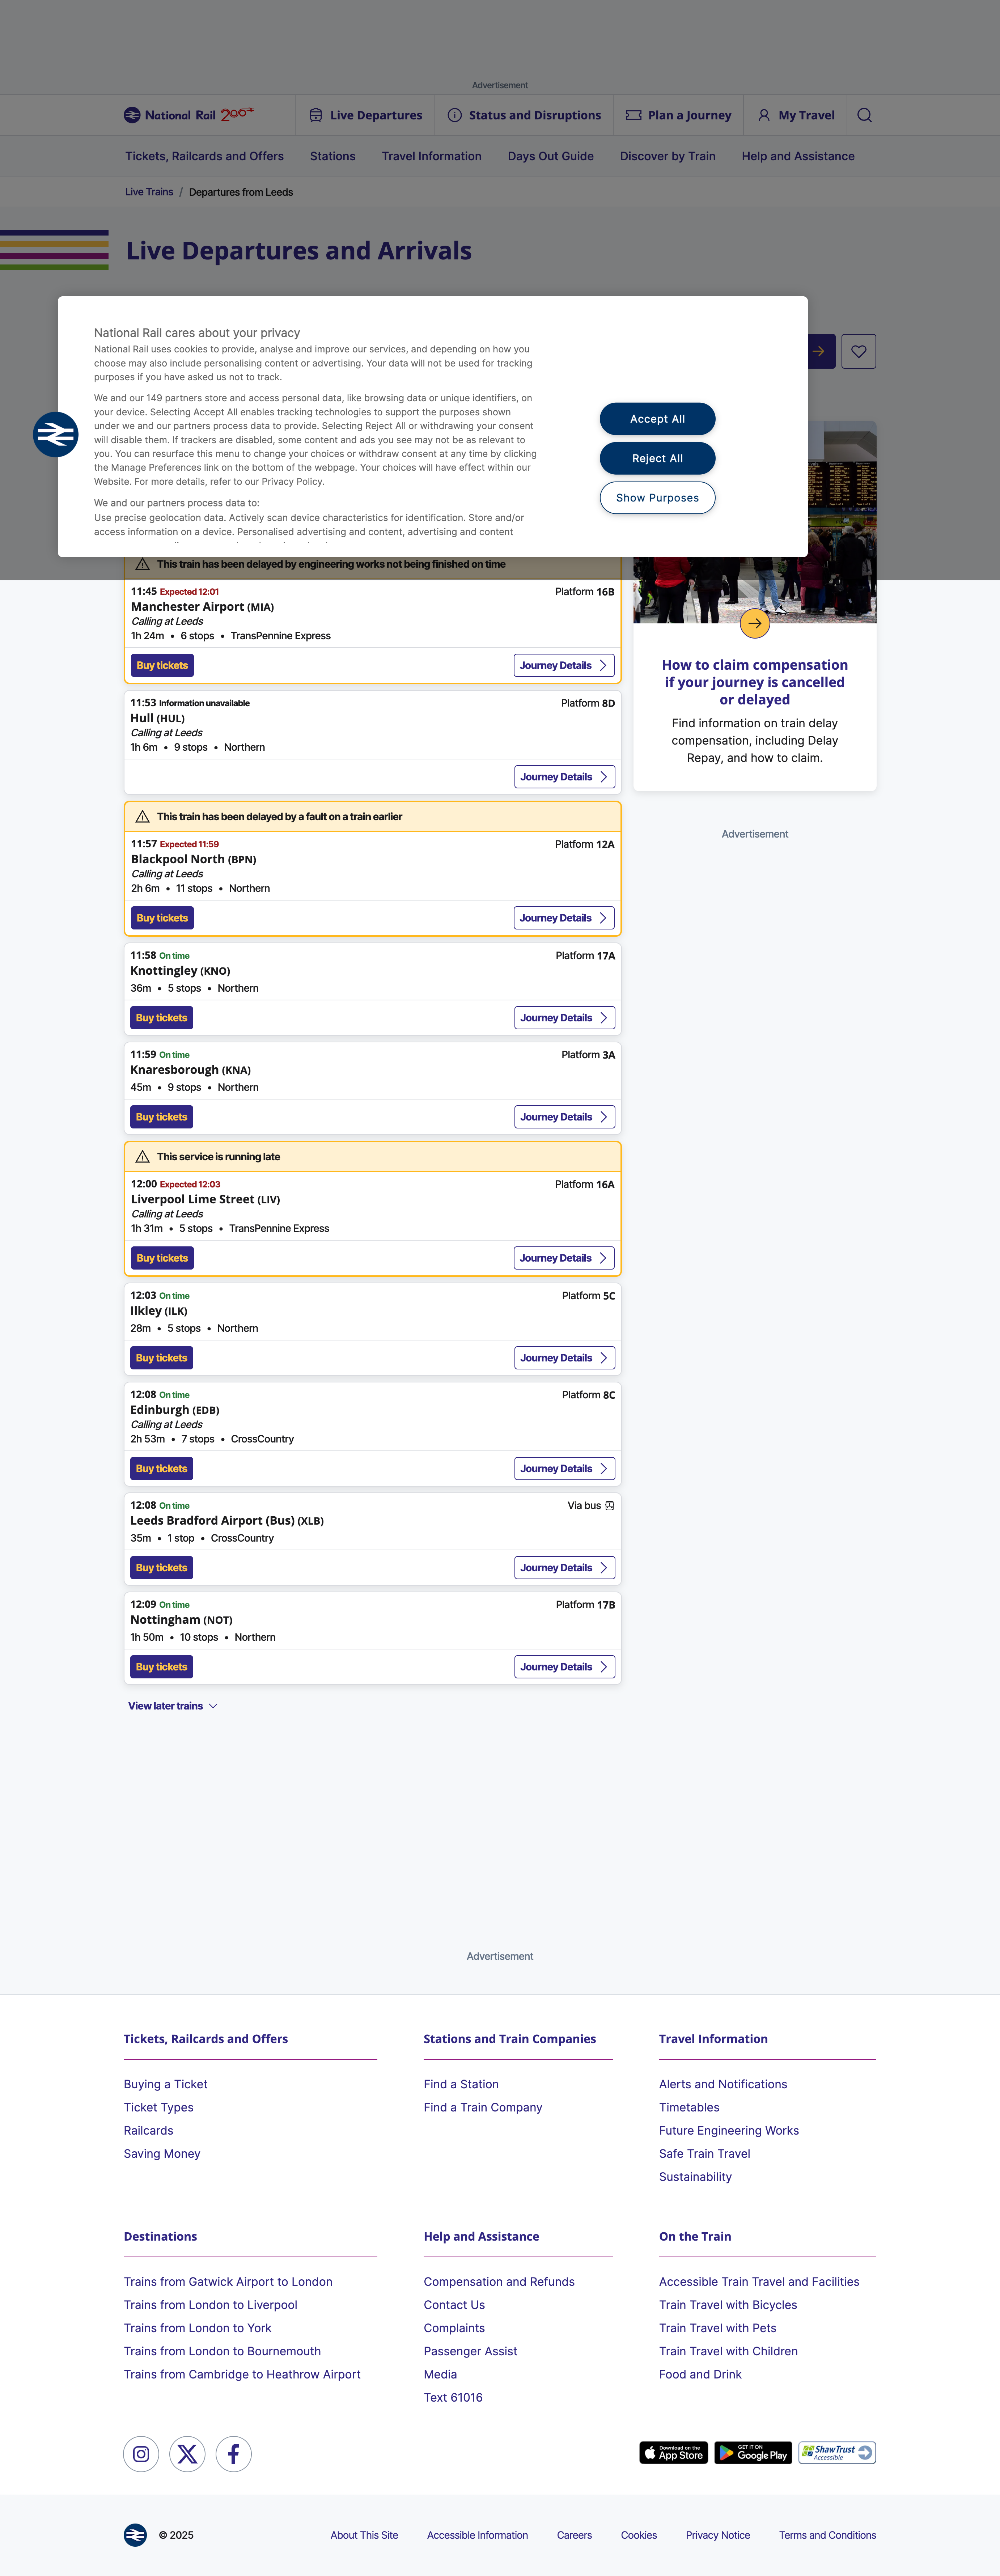 Advertisement
National Rail 200
Live Departures
Status and Disruptions
Plan a Journey
My Travel
Tickets, Railcards and Offers
Stations
Travel Information
Days Out Guide
Discover by Train
Help and Assistance
Live Trains / Departures from Leeds
Live Departures and Arrivals
National Rail cares about your privacy
National Rail uses cookies to provide, analyse and improve our services, and depending on how you
choose may also include personalising content or advertising. Your data will not be used for tracking
purposes if you have asked us not to track.
We and our 149 partners store and access personal data, like browsing data or unique identifiers, on
your device. Selecting Accept All enables tracking technologies to support the purposes shown
under we and our partners process data to provide. Selecting Reject All or withdrawing your consent
will disable them. If trackers are disabled, some content and ads you see may not be as relevant to
you. You can resurface this menu to change your choices or withdraw consent at any time by clicking
the Manage Preferences link on the bottom of the webpage. Your choices will have effect within our
Website. For more details, refer to our Privacy Policy.
We and our partners process data to:
Use precise geolocation data. Actively scan device characteristics for identification. Store and/or
access information on a device. Personalised advertising and content, advertising and content
Accept All
Reject All
Show Purposes
This train has been delayed by engineering works not being finished on time
11:45 Expected 12:01
Platform 16B
Manchester Airport (MIA)
Calling at Leeds
1h 24m • 6 stops • TransPennine Express
Buy tickets
Journey Details
11:53 Information unavailable
Platform 8D
Hull (HUL)
Calling at Leeds
1h 6m • 9 stops • Northern
Journey Details
This train has been delayed by a fault on a train earlier
11:57 Expected 11:59
Platform 12A
Blackpool North (BPN)
Calling at Leeds
2h 6m • 11 stops • Northern
Buy tickets
Journey Details
11:58 On time
Platform 17A
Knottingley (KNO)
36m • 5 stops • Northern
Buy tickets
Journey Details
11:59 On time
Platform 3A
Knaresborough (KNA)
45m • 9 stops • Northern
Buy tickets
Journey Details
This service is running late
12:00 Expected 12:03
Platform 16A
Liverpool Lime Street (LIV)
Calling at Leeds
1h 31m • 5 stops • TransPennine Express
Buy tickets
Journey Details
12:03 On time
Platform 5C
Ilkley (ILK)
28m • 5 stops • Northern
Buy tickets
Journey Details
12:08 On time
Platform 8C
Edinburgh (EDB)
Calling at Leeds
2h 53m • 7 stops • CrossCountry
Buy tickets
Journey Details
12:08 On time
Via bus
Leeds Bradford Airport (Bus) (XLB)
35m • 1 stop • CrossCountry
Buy tickets
Journey Details
12:09 On time
Platform 17B
Nottingham (NOT)
1h 50m • 10 stops • Northern
Buy tickets
Journey Details
View later trains
How to claim compensation
if your journey is cancelled
or delayed
Find information on train delay
compensation, including Delay
Repay, and how to claim.
Advertisement
Advertisement
Tickets, Railcards and Offers
Buying a Ticket
Ticket Types
Railcards
Saving Money
Stations and Train Companies
Find a Station
Find a Train Company
Travel Information
Alerts and Notifications
Timetables
Future Engineering Works
Safe Train Travel
Sustainability
Destinations
Trains from Gatwick Airport to London
Trains from London to Liverpool
Trains from London to York
Trains from London to Bournemouth
Trains from Cambridge to Heathrow Airport
Help and Assistance
Compensation and Refunds
Contact Us
Complaints
Passenger Assist
Media
Text 61016
On the Train
Accessible Train Travel and Facilities
Train Travel with Bicycles
Train Travel with Pets
Train Travel with Children
Food and Drink
Download on the
App Store
GET IT ON
Google Play
ShawTrust
Accessible
© 2025
About This Site
Accessible Information
Careers
Cookies
Privacy Notice
Terms and Conditions